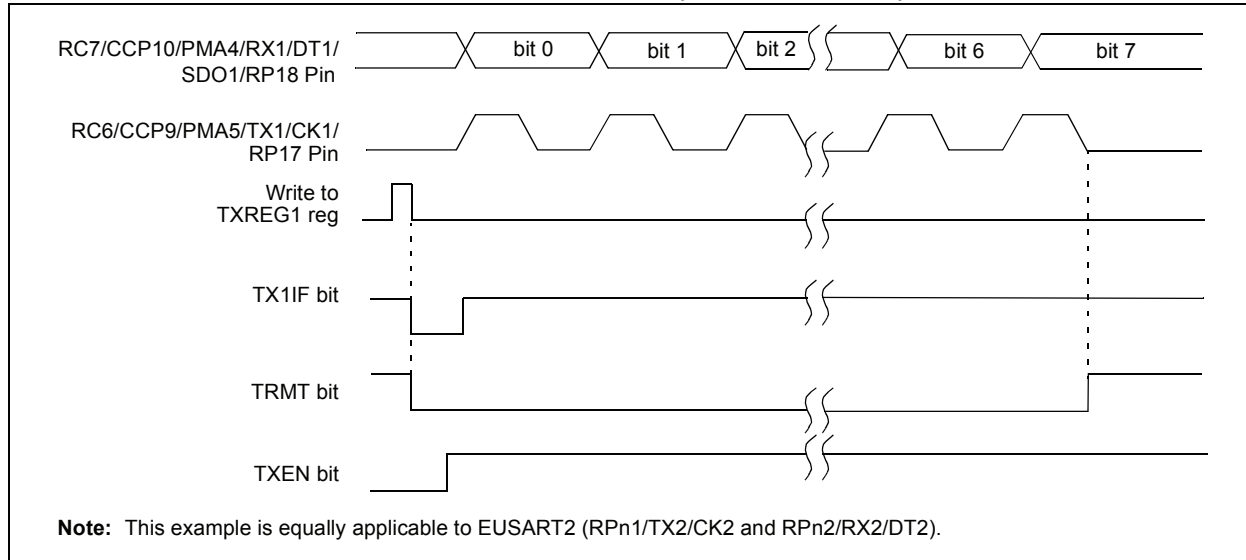 RC7/CCP10/PMA4/RX1/DT1/
SDO1/RP18 Pin
bit 0 bit 1 bit 2 bit 6 bit 7
RC6/CCP9/PMA5/TX1/CK1/
RP17 Pin
Write to
TXREG1 reg
TX1IF bit
TRMT bit
TXEN bit
Note: This example is equally applicable to EUSART2 (RPn1/TX2/CK2 and RPn2/RX2/DT2).